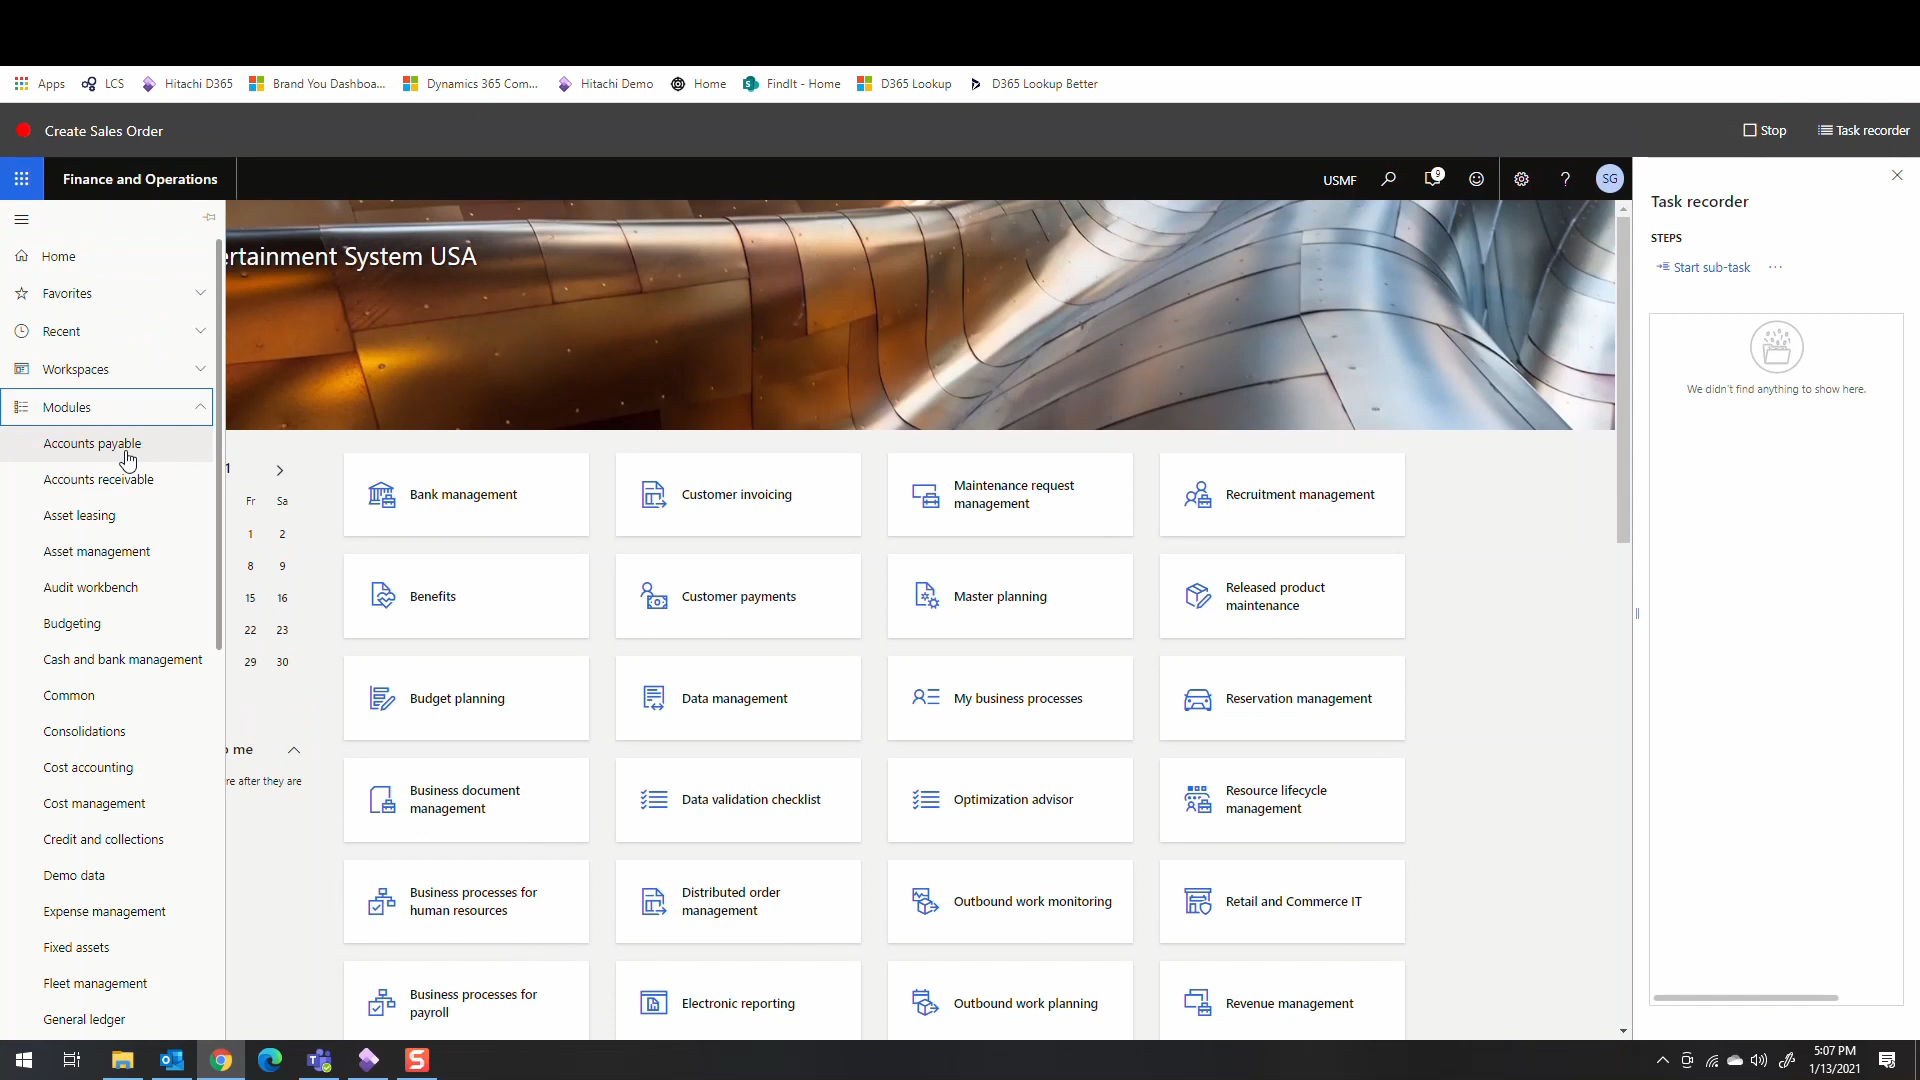 Apps
LCS
Hitachi D365
Brand You Dashboa...
Dynamics 365 Com...
Hitachi Demo
Home
FindIt - Home
D365 Lookup
D365 Lookup Better
Create Sales Order
Stop
Task recorder
Finance and Operations
USMF
9
SG
Home
Favorites
Recent
Workspaces
Modules
Accounts payable
Accounts receivable
Asset leasing
Asset management
Audit workbench
Budgeting
Cash and bank management
Common
Consolidations
Cost accounting
Cost management
Credit and collections
Demo data
Expense management
Fixed assets
Fleet management
General ledger
ertainment System USA
1
Fr Sa
1 2
8 9
15 16
22 23
29 30
o me
re after they are
Bank management
Customer invoicing
Maintenance request
management
Recruitment management
Benefits
Customer payments
Master planning
Released product
maintenance
Budget planning
Data management
My business processes
Reservation management
Business document
management
Data validation checklist
Optimization advisor
Resource lifecycle
management
Business processes for
human resources
Distributed order
management
Outbound work monitoring
Retail and Commerce IT
Business processes for
payroll
Electronic reporting
Outbound work planning
Revenue management
Task recorder
STEPS
Start sub-task
We didn't find anything to show here.
5:07 PM
1/13/2021